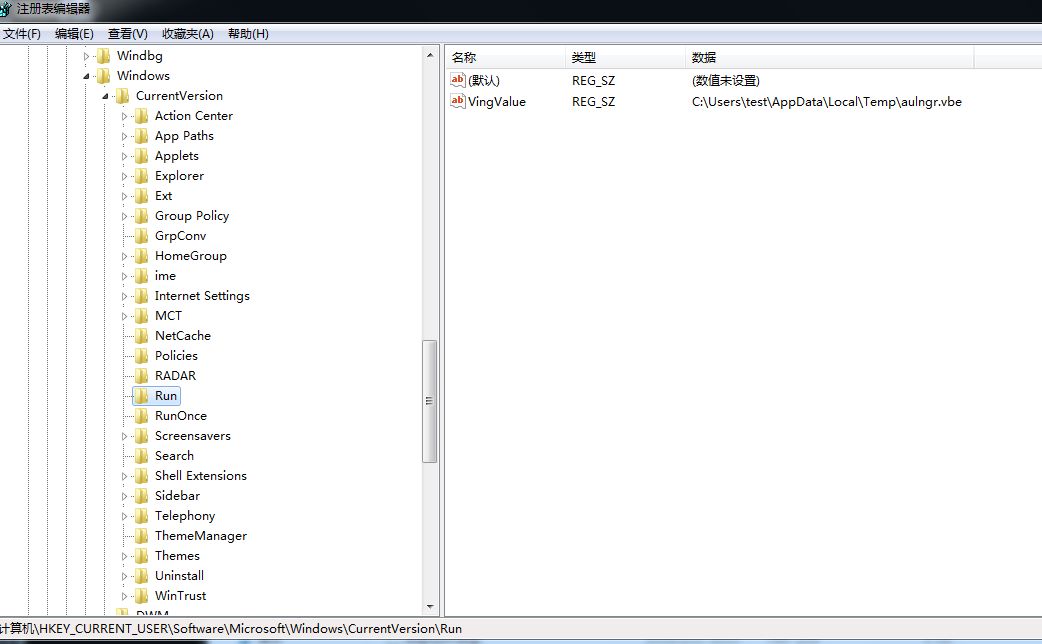 注册表编辑器
文件(F) 编辑(E) 查看(V) 收藏夹(A) 帮助(H)
Windbg
Windows
CurrentVersion
Action Center
App Paths
Applets
Explorer
Ext
Group Policy
GrpConv
HomeGroup
ime
Internet Settings
MCT
NetCache
Policies
RADAR
Run
RunOnce
Screensavers
Search
Shell Extensions
Sidebar
Telephony
ThemeManager
Themes
Uninstall
WinTrust
DWM
名称 类型 数据
ab (默认) REG_SZ (数值未设置)
ab VingValue REG_SZ C:\Users\test\AppData\Local\Temp\aulngr.vbe
计算机\HKEY_CURRENT_USER\Software\Microsoft\Windows\CurrentVersion\Run